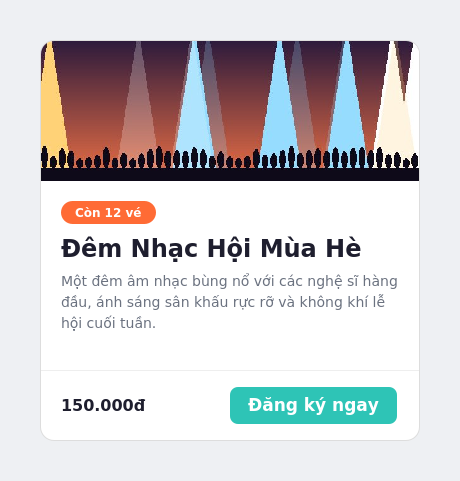 Còn 12 vé
Đêm Nhạc Hội Mùa Hè
Một đêm âm nhạc bùng nổ với các nghệ sĩ hàng
đầu, ánh sáng sân khấu rực rỡ và không khí lễ
hội cuối tuần.
150.000đ
Đăng ký ngay